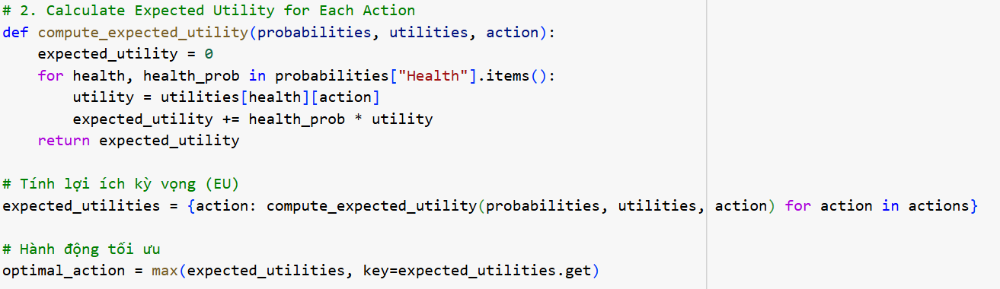 # 2. Calculate Expected Utility for Each Action
def compute_expected_utility(probabilities, utilities, action):
    expected_utility = 0
    for health, health_prob in probabilities["Health"].items():
        utility = utilities[health][action]
        expected_utility += health_prob * utility
    return expected_utility

# Tính lợi ích kỳ vọng (EU)
expected_utilities = {action: compute_expected_utility(probabilities, utilities, action) for action in actions}

# Hành động tối ưu
optimal_action = max(expected_utilities, key=expected_utilities.get)